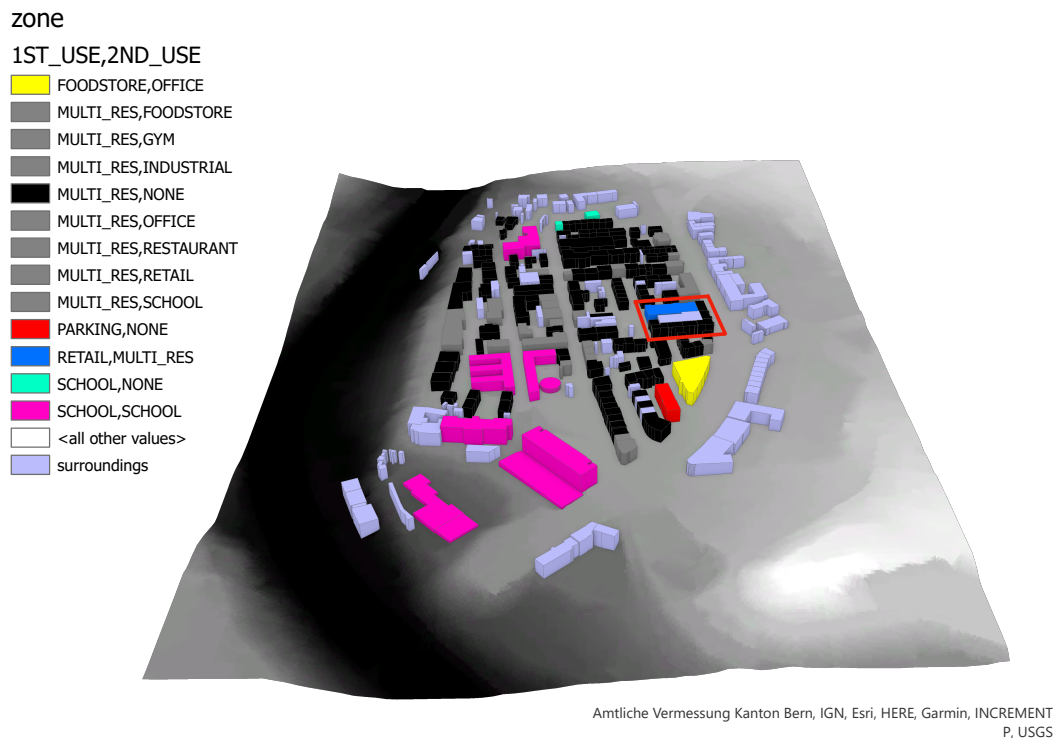 zone
1ST_USE,2ND_USE
FOODSTORE,OFFICE
MULTI_RES,FOODSTORE
MULTI_RES,GYM
MULTI_RES,INDUSTRIAL
MULTI_RES,NONE
MULTI_RES,OFFICE
MULTI_RES,RESTAURANT
MULTI_RES,RETAIL
MULTI_RES,SCHOOL
PARKING,NONE
RETAIL,MULTI_RES
SCHOOL,NONE
SCHOOL,SCHOOL
<all other values>
surroundings
Amtliche Vermessung Kanton Bern, IGN, Esri, HERE, Garmin, INCREMENT
P, USGS